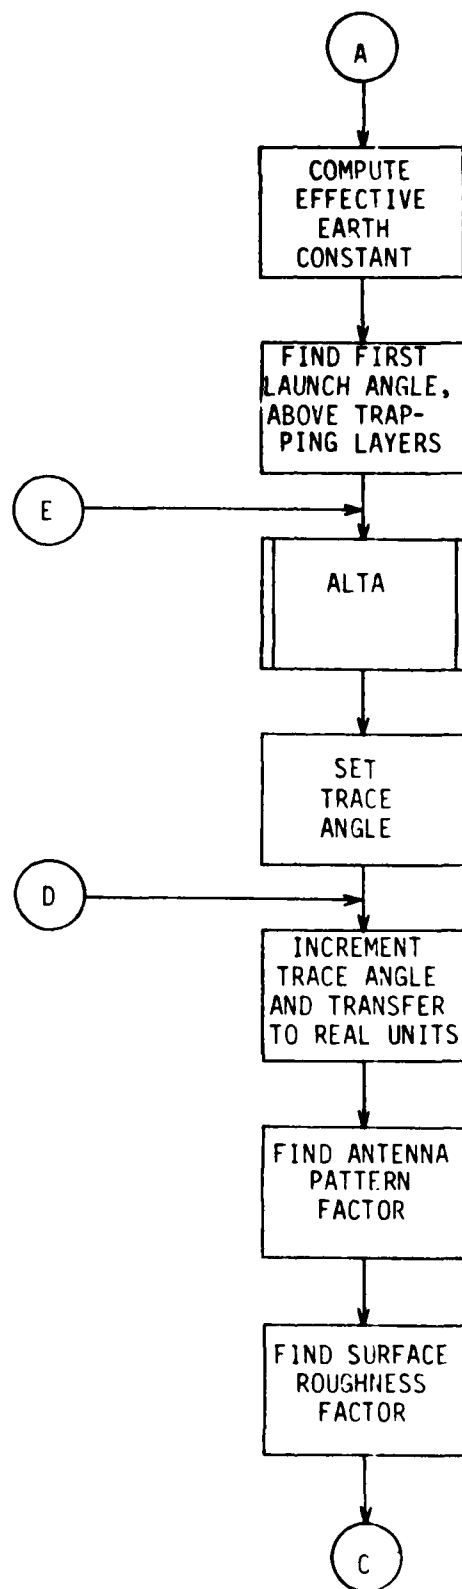 A
COMPUTE
EFFECTIVE
EARTH
CONSTANT
FIND FIRST
LAUNCH ANGLE,
ABOVE TRAP-
PING LAYERS
E
ALTA
SET
TRACE
ANGLE
D
INCREMENT
TRACE ANGLE
AND TRANSFER
TO REAL UNITS
FIND ANTENNA
PATTERN
FACTOR
FIND SURFACE
ROUGHNESS
FACTOR
C